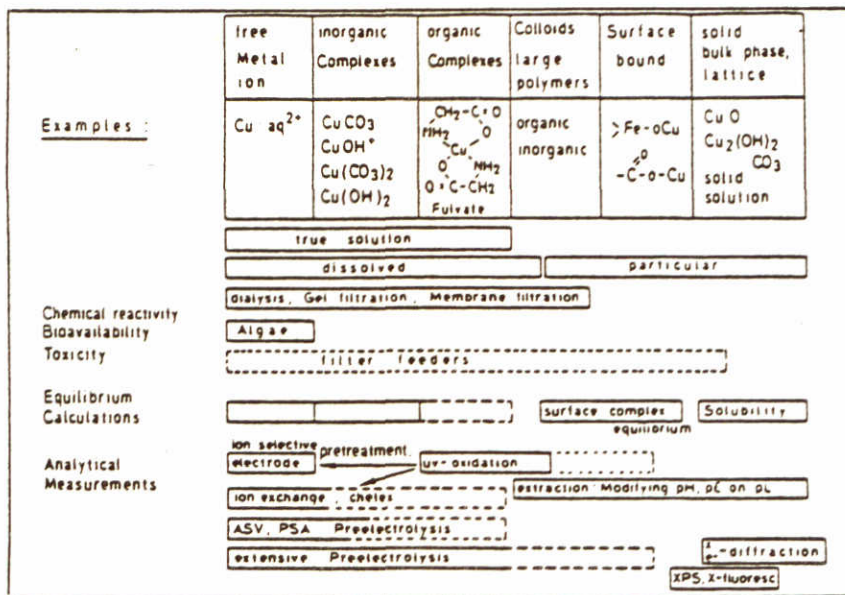 free Metal ion
inorganic Complexes
organic Complexes
Colloids large polymers
Surface bound
solid bulk phase, lattice
Examples :
Cu aq2+
CuCO3
CuOH+
Cu(CO3)2
Cu(OH)2
CH2-C=O
NH2
O
Cu
O
NH2
O=C-CH2
Fulvate
organic
inorganic
>Fe-oCu
O
-C-o-Cu
CuO
Cu2(OH)2
CO3
solid
solution
true solution
dissolved
particular
dialysis, Gel filtration, Membrane filtration
Chemical reactivity
Bioavailability
Toxicity
Algae
filter feeders
Equilibrium
Calculations
surface complex
equilibrium
Solubility
Analytical
Measurements
ion selective
electrode
pretreatment.
uv-oxidation
ion exchange, chelex
extraction: Modifying pH, pE on pL
ASV, PSA Preelectrolysis
extensive Preelectrolysis
-diffraction
XPS, X-fluoresc